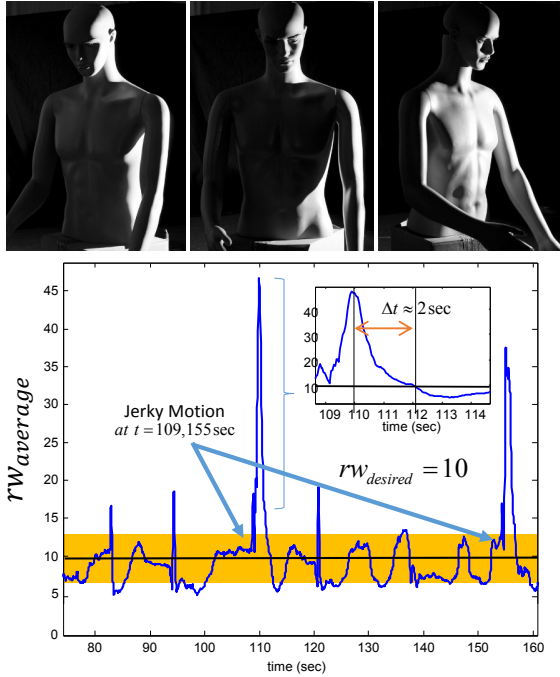 45
40
35
30
25
20
15
10
5
0
rw_average
80 90 100 110 120 130 140 150 160
time (sec)
Jerky Motion
at t = 109,155 sec
rw_desired = 10
Δt ≈ 2 sec
40
30
20
10
109 110 111 112 113 114
time (sec)